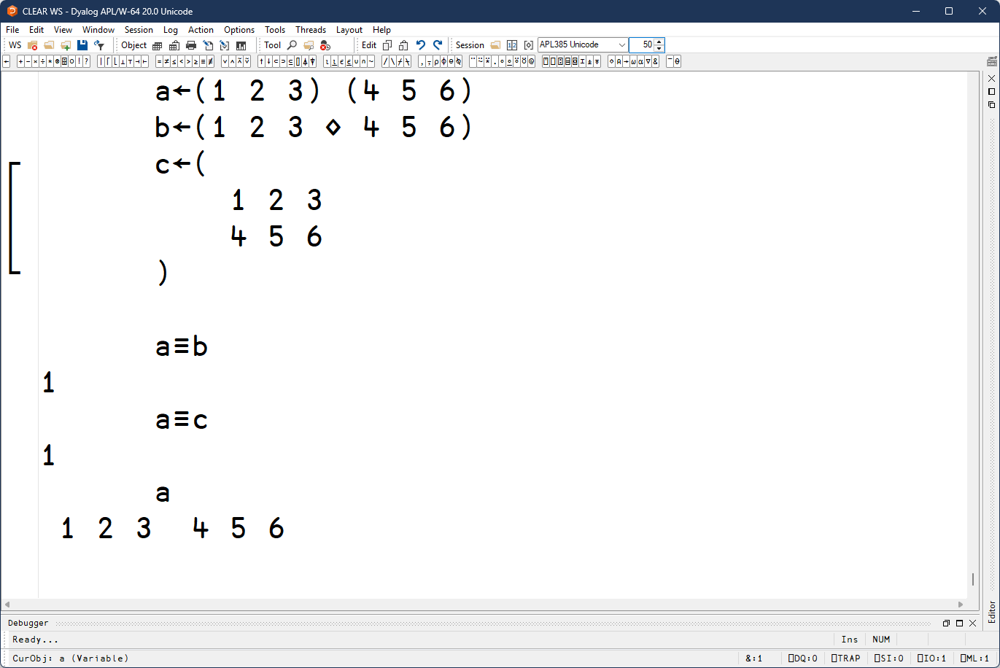 CLEAR WS - Dyalog APL/W-64 20.0 Unicode
File Edit View Window Session Log Action Options Tools Threads Layout Help
WS Object Tool Edit Session APL385 Unicode 50
      a←(1 2 3) (4 5 6)
      b←(1 2 3 ⋄ 4 5 6)
      c←(
          1 2 3
          4 5 6
      )
      a≡b
1
      a≡c
1
      a
 1 2 3  4 5 6
Editor
Debugger
Ready...
Ins NUM
CurObj: a (Variable)
&:1 ⎕DQ:0 ⎕TRAP ⎕SI:0 ⎕IO:1 ⎕ML:1